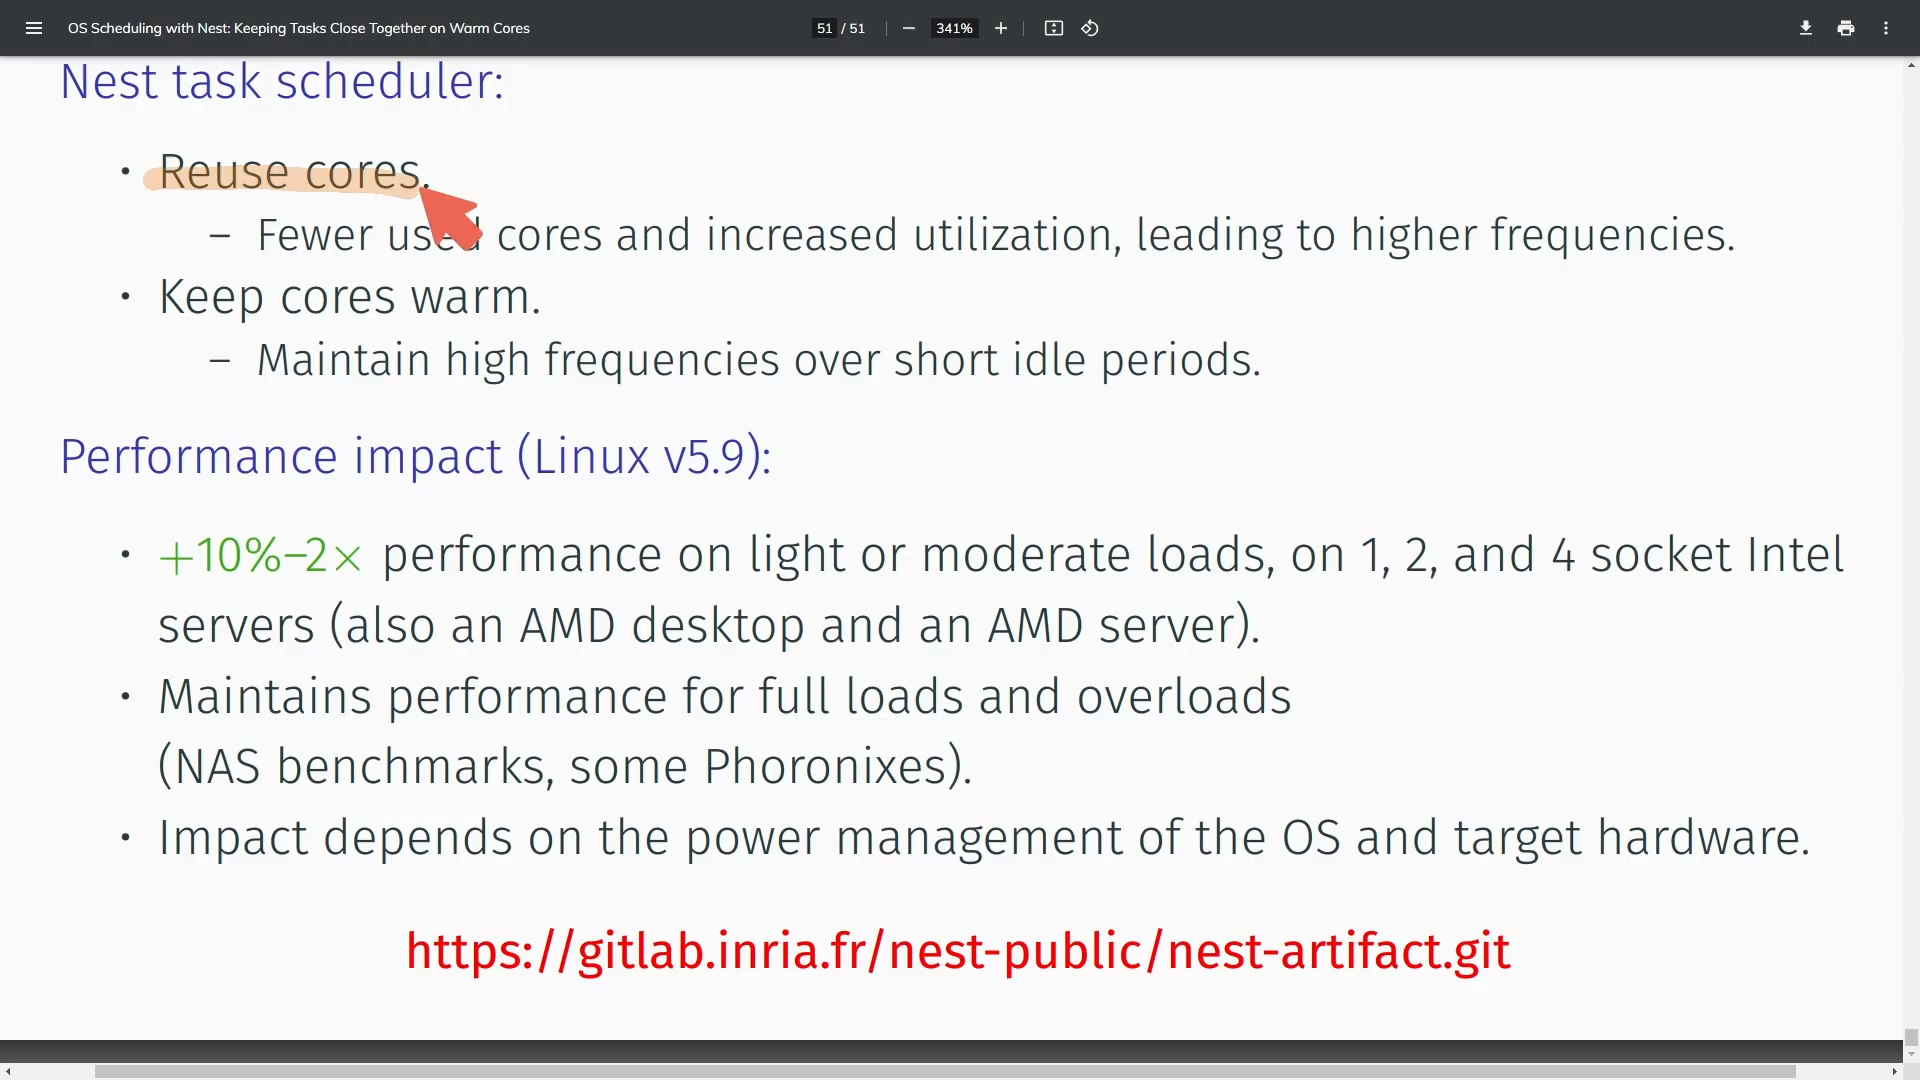 OS Scheduling with Nest: Keeping Tasks Close Together on Warm Cores
51 / 51
341%
Nest task scheduler:
• Reuse cores.
– Fewer used cores and increased utilization, leading to higher frequencies.
• Keep cores warm.
– Maintain high frequencies over short idle periods.
Performance impact (Linux v5.9):
• +10%–2× performance on light or moderate loads, on 1, 2, and 4 socket Intel
servers (also an AMD desktop and an AMD server).
• Maintains performance for full loads and overloads
(NAS benchmarks, some Phoronixes).
• Impact depends on the power management of the OS and target hardware.
https://gitlab.inria.fr/nest-public/nest-artifact.git